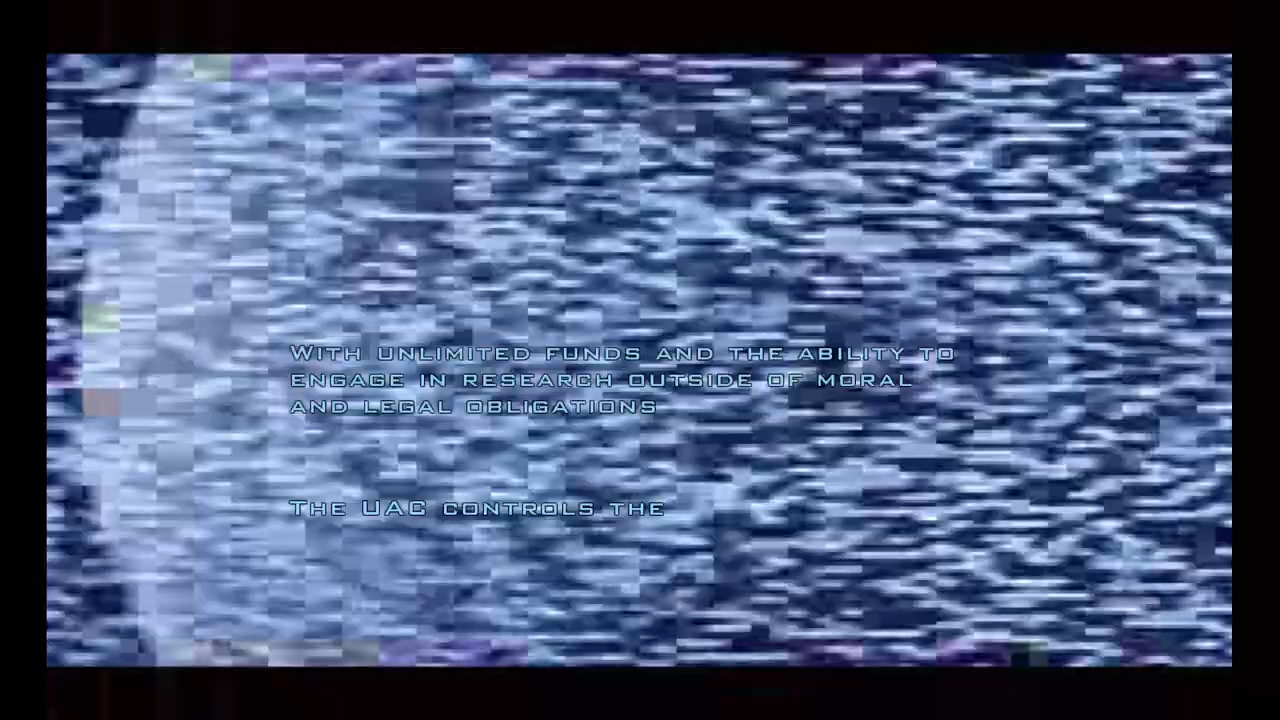 With unlimited funds and the ability to
engage in research outside of moral
and legal obligations
The UAC controls the